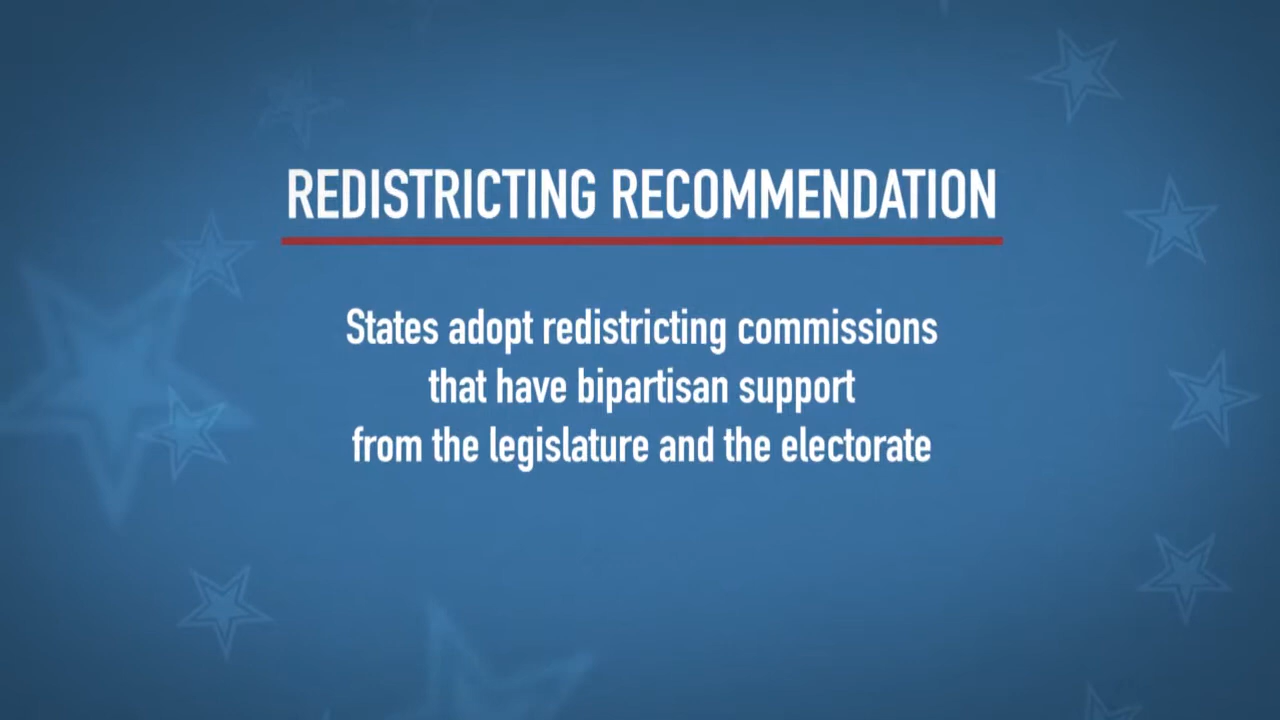 REDISTRICTING RECOMMENDATION
States adopt redistricting commissions
that have bipartisan support
from the legislature and the electorate